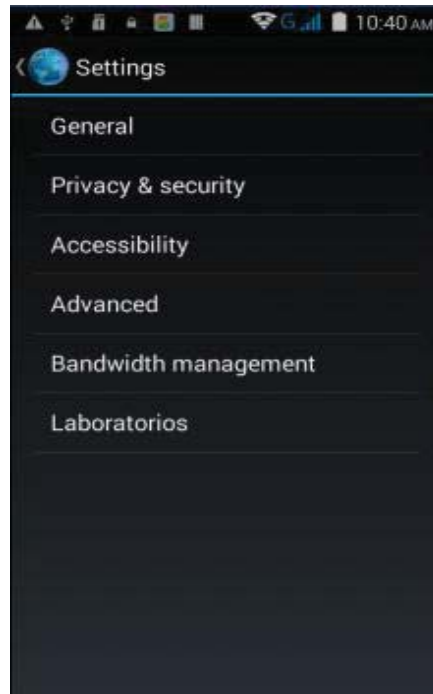 G 10:40 AM
Settings
General
Privacy & security
Accessibility
Advanced
Bandwidth management
Laboratorios